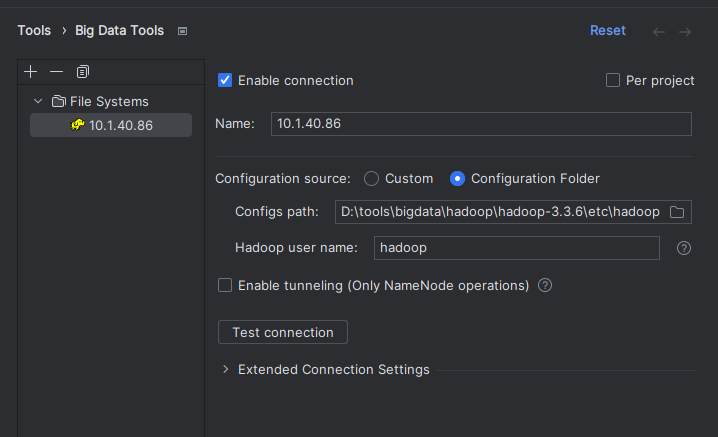 Tools › Big Data Tools
Reset
Enable connection
Per project
File Systems
10.1.40.86
Name: 10.1.40.86
Configuration source: Custom Configuration Folder
Configs path: D:\tools\bigdata\hadoop\hadoop-3.3.6\etc\hadoop
Hadoop user name: hadoop
Enable tunneling (Only NameNode operations)
Test connection
Extended Connection Settings